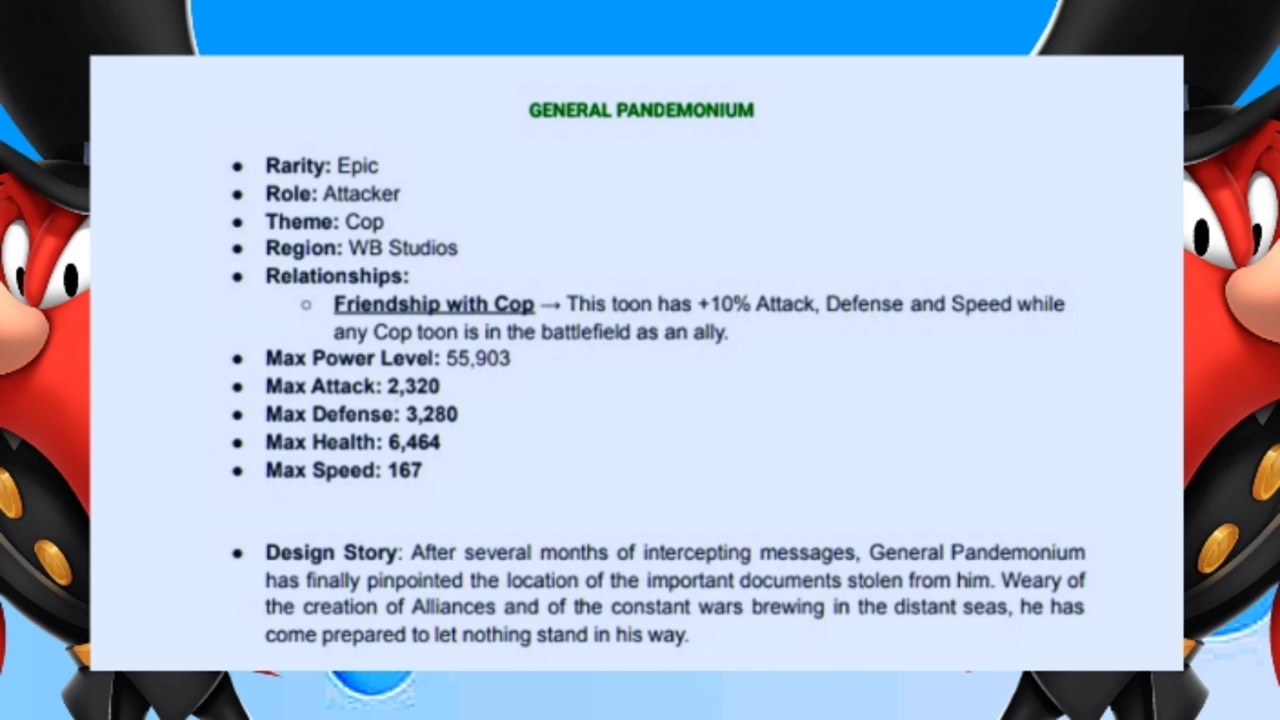 GENERAL PANDEMONIUM
● Rarity: Epic
● Role: Attacker
● Theme: Cop
● Region: WB Studios
● Relationships:
○ Friendship with Cop → This toon has +10% Attack, Defense and Speed while
any Cop toon is in the battlefield as an ally.
● Max Power Level: 55,903
● Max Attack: 2,320
● Max Defense: 3,280
● Max Health: 6,464
● Max Speed: 167
● Design Story: After several months of intercepting messages, General Pandemonium
has finally pinpointed the location of the important documents stolen from him. Weary of
the creation of Alliances and of the constant wars brewing in the distant seas, he has
come prepared to let nothing stand in his way.